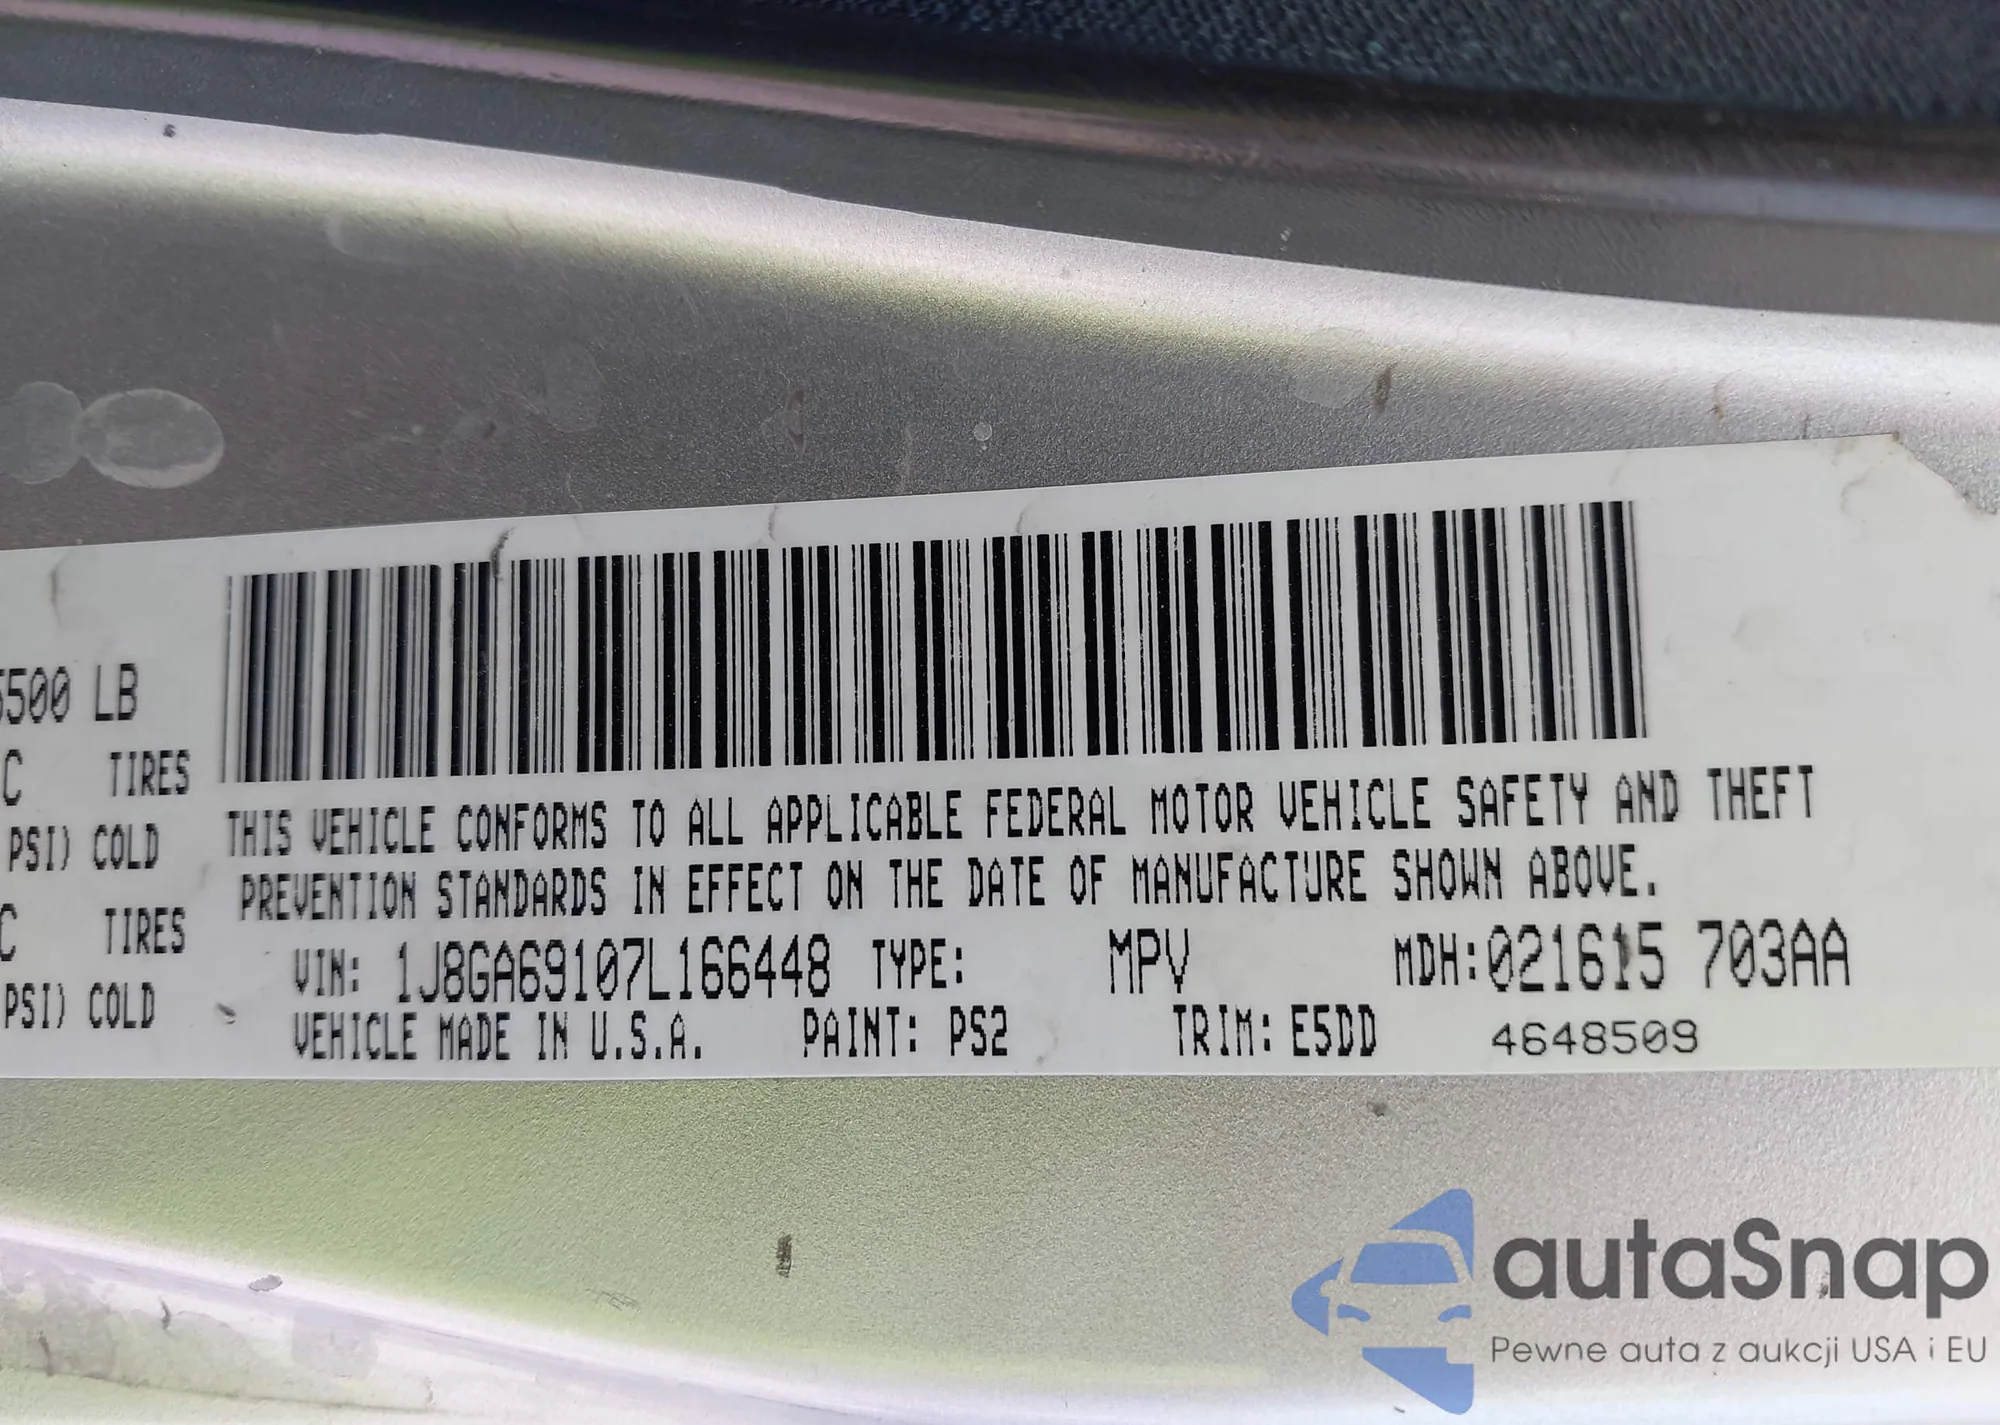 500 LB
C TIRES
PSI) COLD
C TIRES
PSI) COLD
THIS VEHICLE CONFORMS TO ALL APPLICABLE FEDERAL MOTOR VEHICLE SAFETY AND THEFT
PREVENTION STANDARDS IN EFFECT ON THE DATE OF MANUFACTURE SHOWN ABOVE.
VIN: 1J8GA69107L166448 TYPE: MPV MDH:021615 703AA
VEHICLE MADE IN U.S.A. PAINT: PS2 TRIM: E5DD 4648509
autaSnap
Pewne auta z aukcji USA i EU